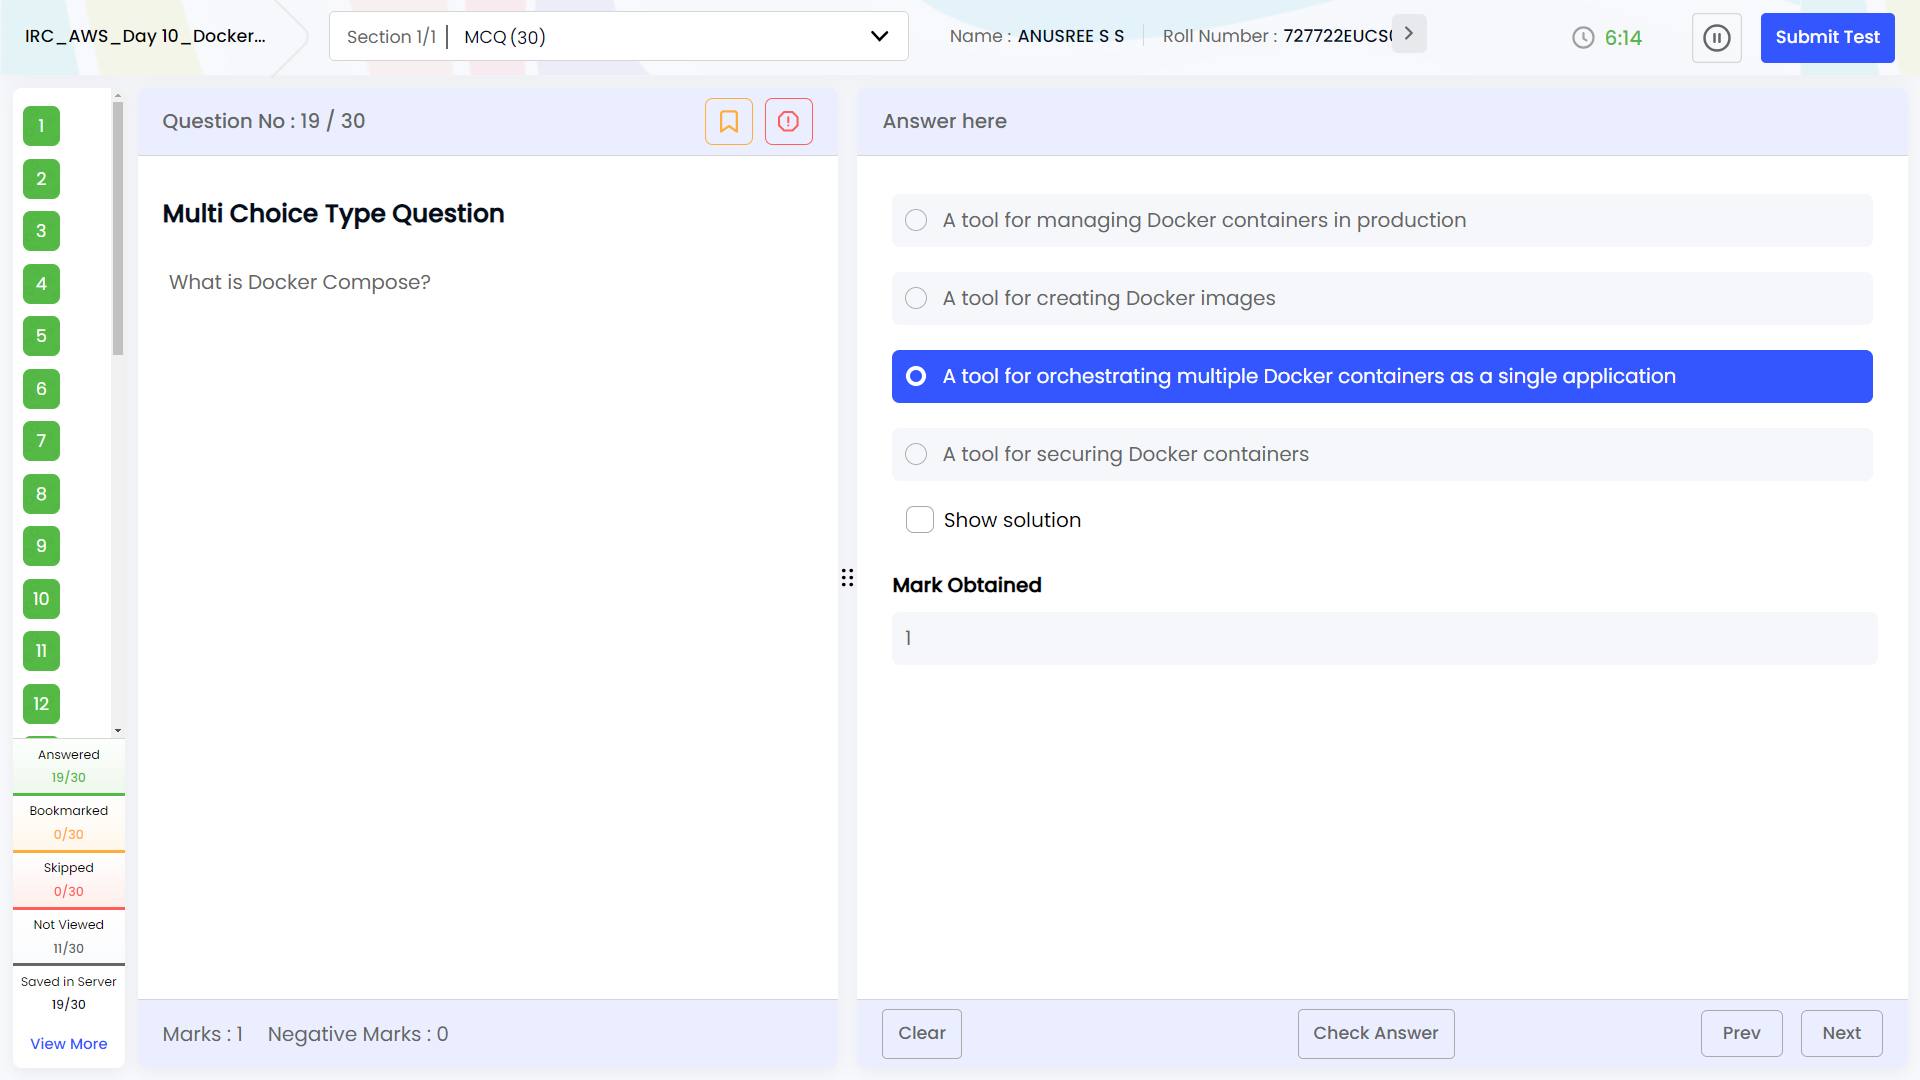 IRC_AWS_Day 10_Docker...
Section 1/1 | MCQ (30)
Name : ANUSREE S S
Roll Number : 727722EUCS
6:14
Submit Test
1
2
3
4
5
6
7
8
9
10
11
12
Answered
19/30
Bookmarked
0/30
Skipped
0/30
Not Viewed
11/30
Saved in Server
19/30
View More
Question No : 19 / 30
Multi Choice Type Question
What is Docker Compose?
Marks : 1 Negative Marks : 0
Answer here
A tool for managing Docker containers in production
A tool for creating Docker images
A tool for orchestrating multiple Docker containers as a single application
A tool for securing Docker containers
Show solution
Mark Obtained
1
Clear
Check Answer
Prev
Next